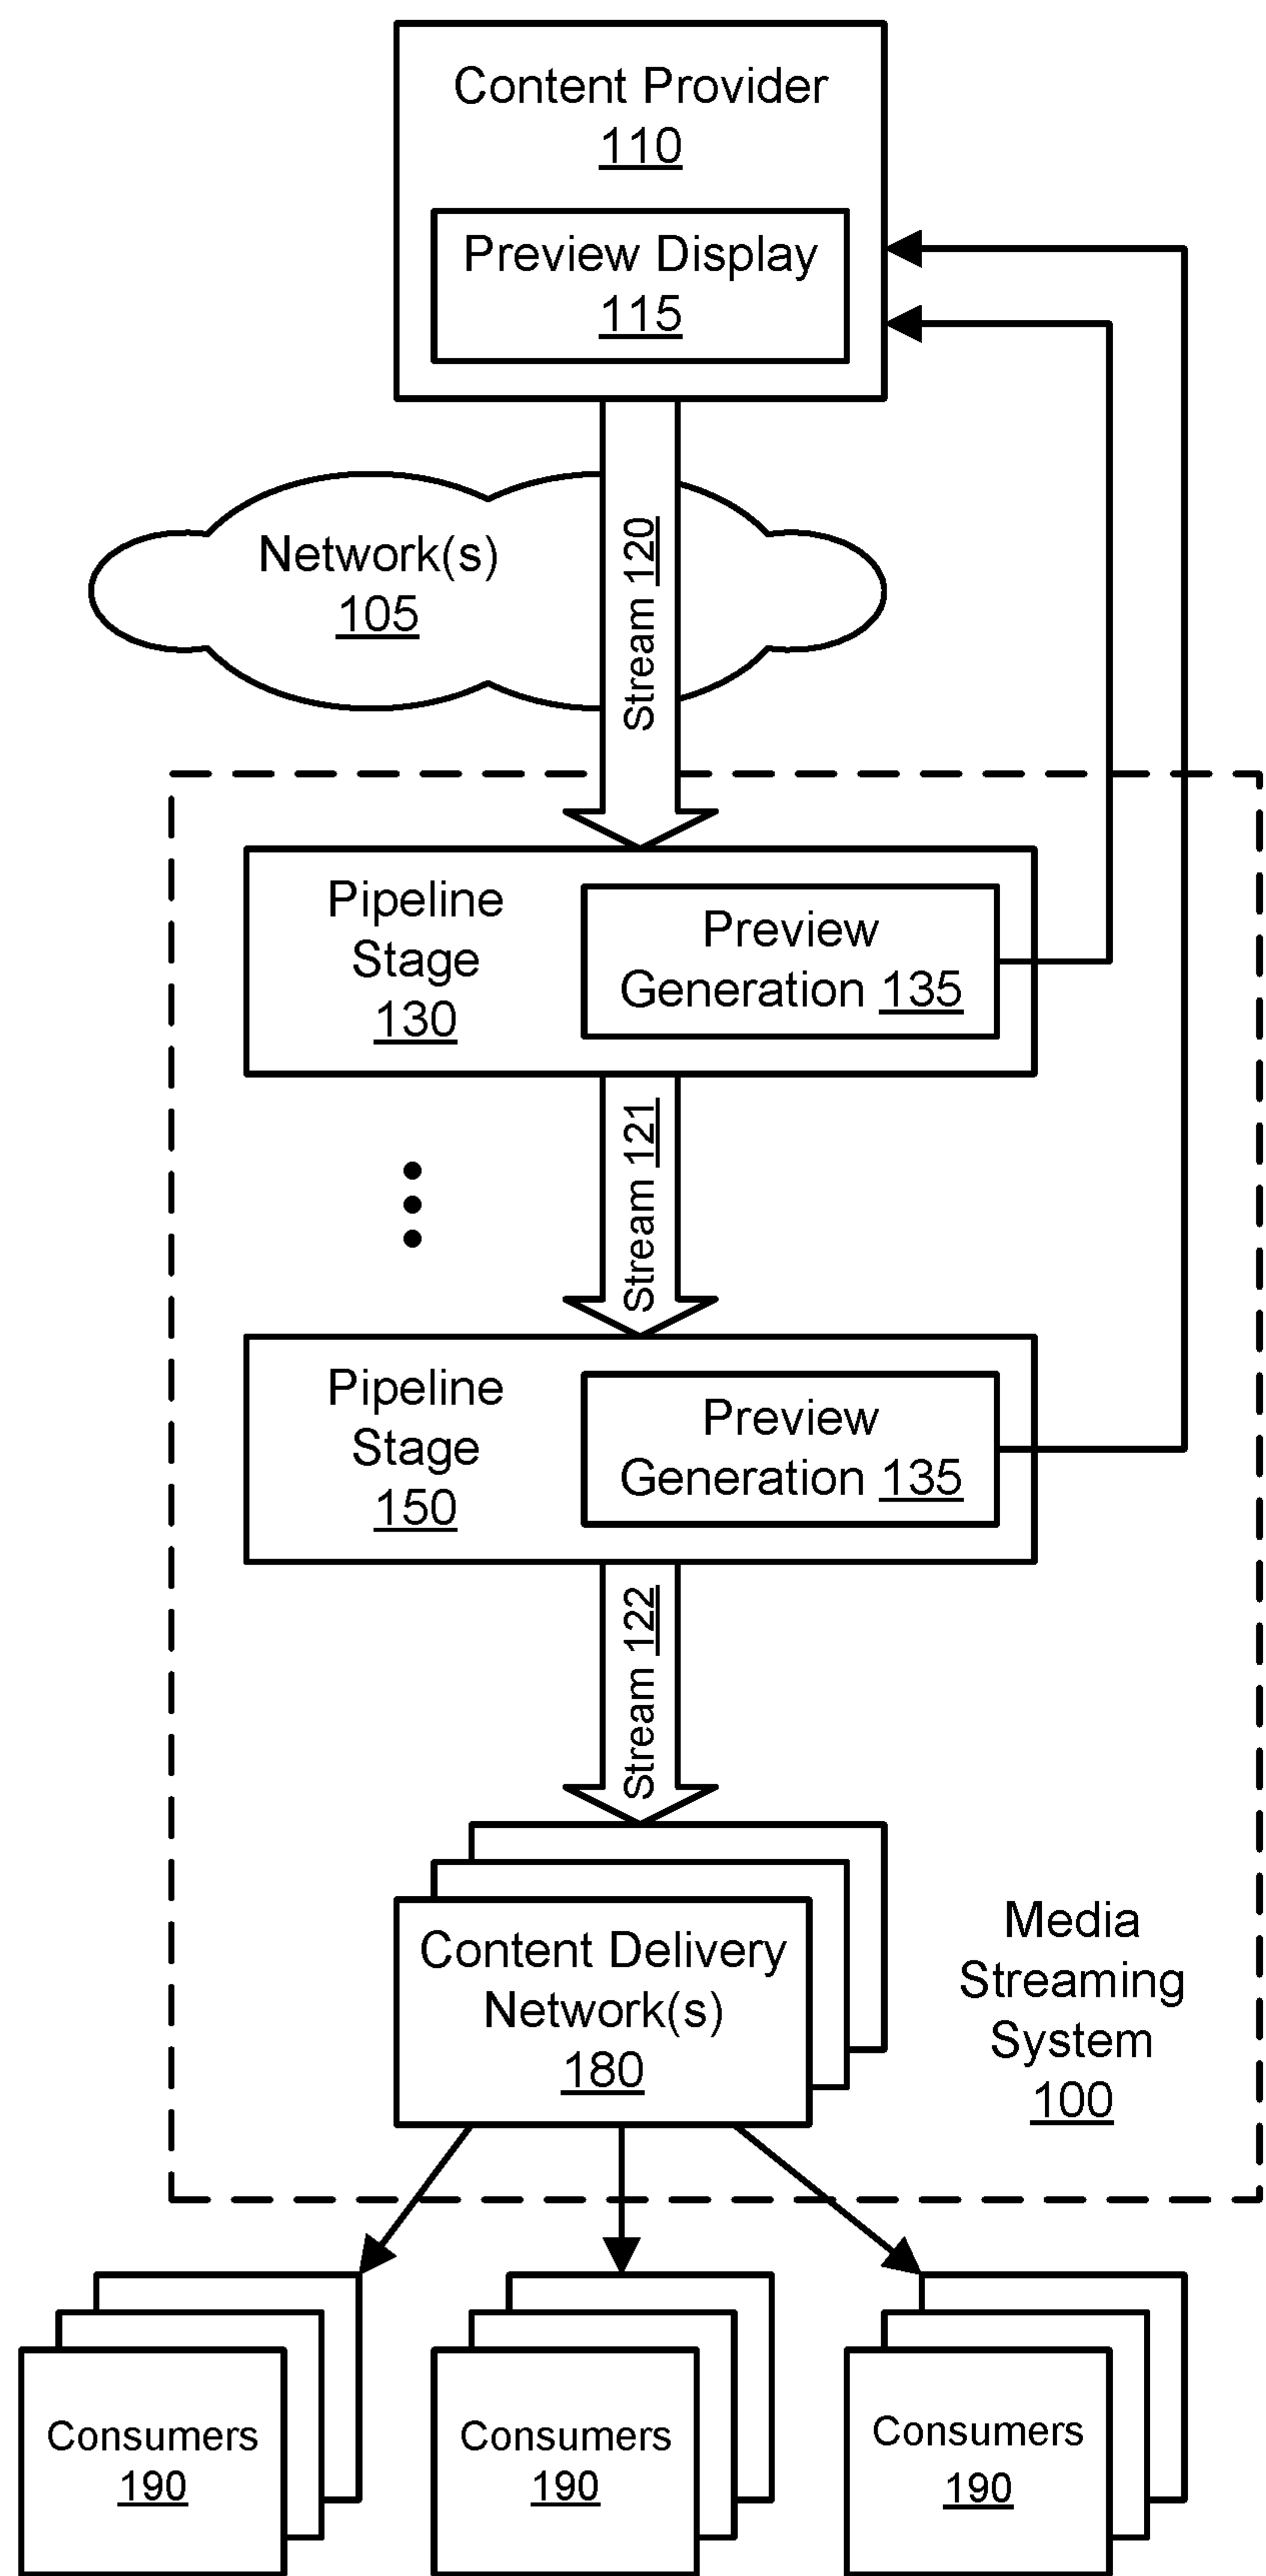 Content Provider
110
Preview Display
115
Network(s)
105
Stream 120
Pipeline
Stage
130
Preview
Generation 135
Stream 121
Pipeline
Stage
150
Preview
Generation 135
Stream 122
Content Delivery
Network(s)
180
Media
Streaming
System
100
Consumers
190
Consumers
190
Consumers
190